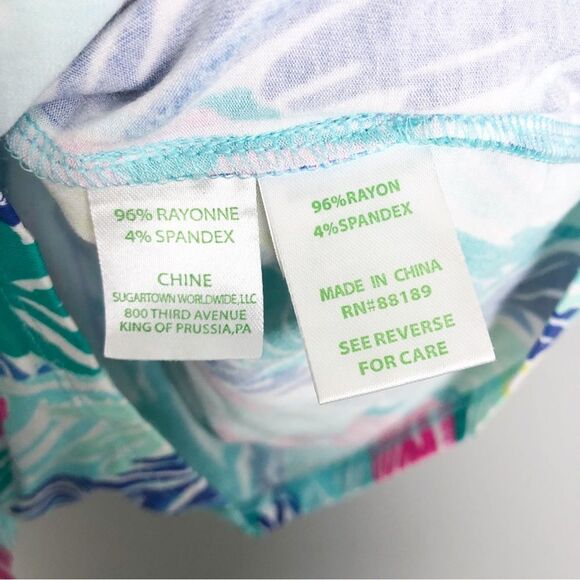 96% RAYONNE
4% SPANDEX
CHINE
SUGARTOWN WORLDWIDE, LLC
800 THIRD AVENUE
KING OF PRUSSIA, PA
96%RAYON
4%SPANDEX
MADE IN CHINA
RN#88189
SEE REVERSE
FOR CARE